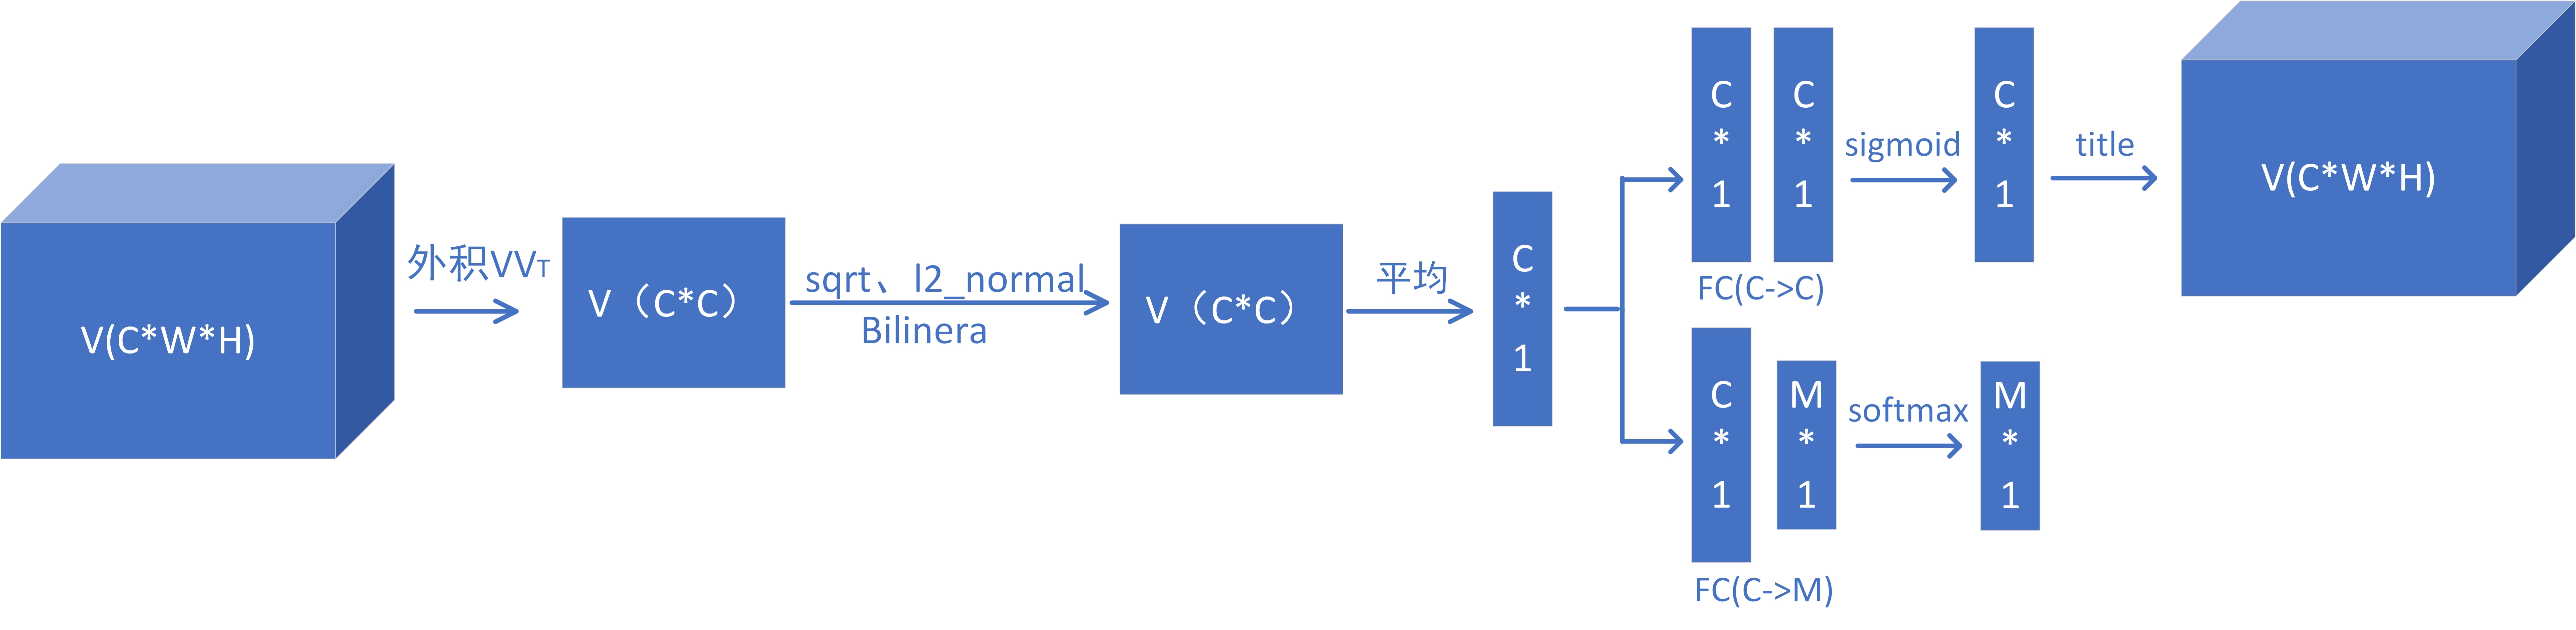 V(C*W*H)
外积VVT
V（C*C）
sqrt、l2_normal
Bilinera
V（C*C）
平均
C
*
1
C
*
1
C
*
1
FC(C->C)
sigmoid
C
*
1
title
V(C*W*H)
C
*
1
M
*
1
FC(C->M)
softmax
M
*
1